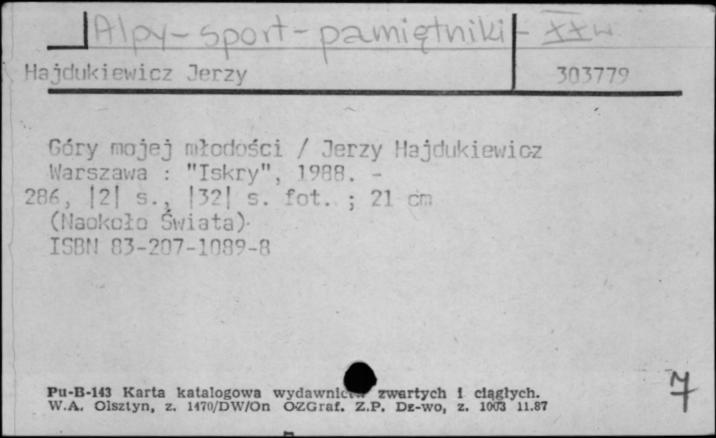 Alpy - sport - pamiętniki - XX w
Hajdukiewicz Jerzy 303779
Góry mojej młodości / Jerzy Hajdukiewicz
Warszawa : "Iskry", 1988. -
286, |2| s., |32| s. fot. ; 21 cm
(Naokoło Świata)
ISBN 83-207-1089-8
Pu-B-143 Karta katalogowa wydawnictw zwartych i ciągłych.
W.A. Olsztyn, z. 1470/DW/On OZGraf. Z.P. Dz-wo, z. 1003 11.87
7